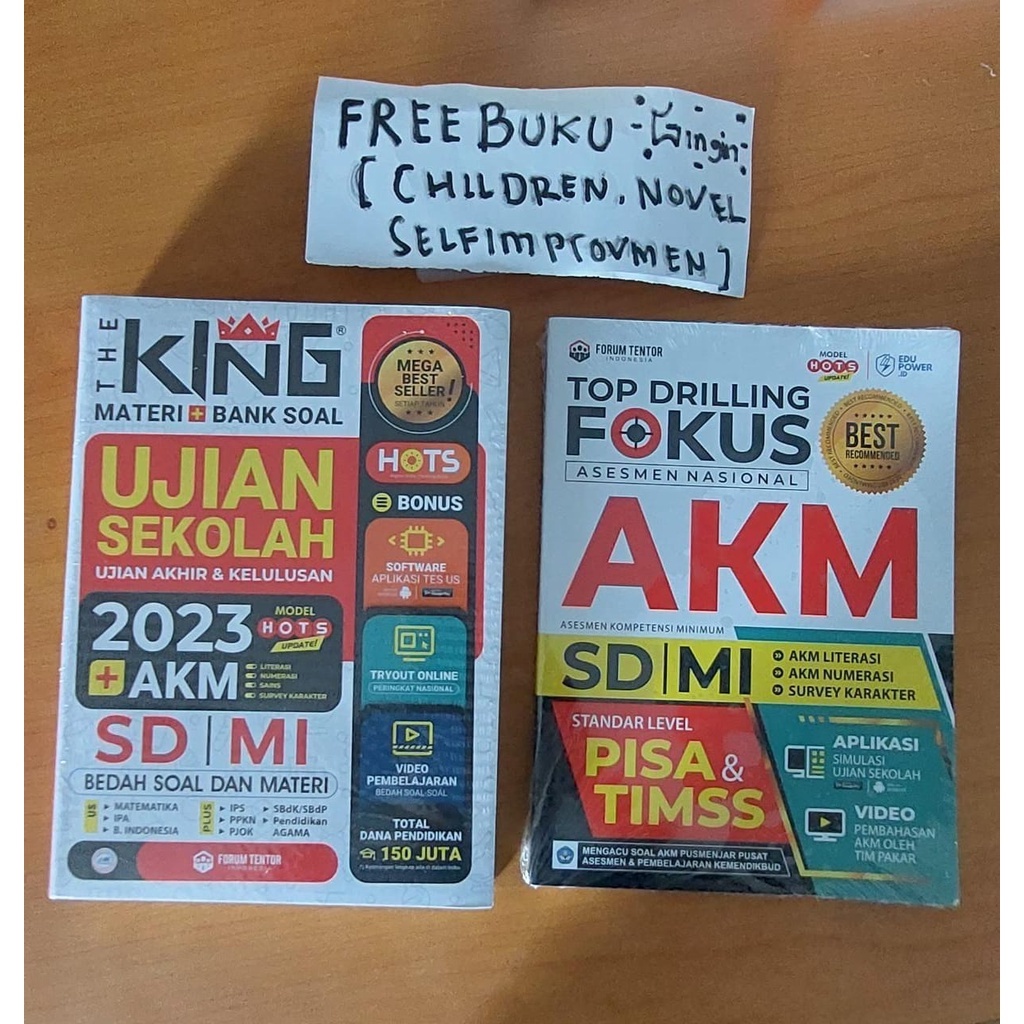 FREE BUKU
[ CHILDREN, NOVEL
SELFIMPROVMEN ]
THE KING ®
MATERI + BANK SOAL
UJIAN
SEKOLAH
UJIAN AKHIR & KELULUSAN
2023
+ AKM
MODEL
HOTS
UPDATE!
LITERASI
NUMERASI
SAINS
SURVEY KARAKTER
SD | MI
BEDAH SOAL DAN MATERI
US
MATEMATIKA
IPA
B. INDONESIA
PLUS
IPS
PPKN
PJOK
SBdK/SBdP
Pendidikan
AGAMA
FORUM TENTOR
INDONESIA
MEGA
BEST
SELLER!
SETIAP TAHUN
HOTS
BONUS
SOFTWARE
APLIKASI TES US
TRYOUT ONLINE
PERINGKAT NASIONAL
VIDEO
PEMBELAJARAN
BEDAH SOAL-SOAL
TOTAL
DANA PENDIDIKAN
150 JUTA
FORUM TENTOR
INDONESIA
MODEL
HOTS
UPDATE!
EDU
POWER
.ID
TOP DRILLING
FOKUS
ASESMEN NASIONAL
BEST
RECOMMENDED
AKM
ASESMEN KOMPETENSI MINIMUM
SD | MI
AKM LITERASI
AKM NUMERASI
SURVEY KARAKTER
STANDAR LEVEL
PISA &
TIMSS
APLIKASI
SIMULASI
UJIAN SEKOLAH
VIDEO
PEMBAHASAN
AKM OLEH
TIM PAKAR
MENGACU SOAL AKM PUSMENJAR PUSAT
ASESMEN & PEMBELAJARAN KEMENDIKBUD